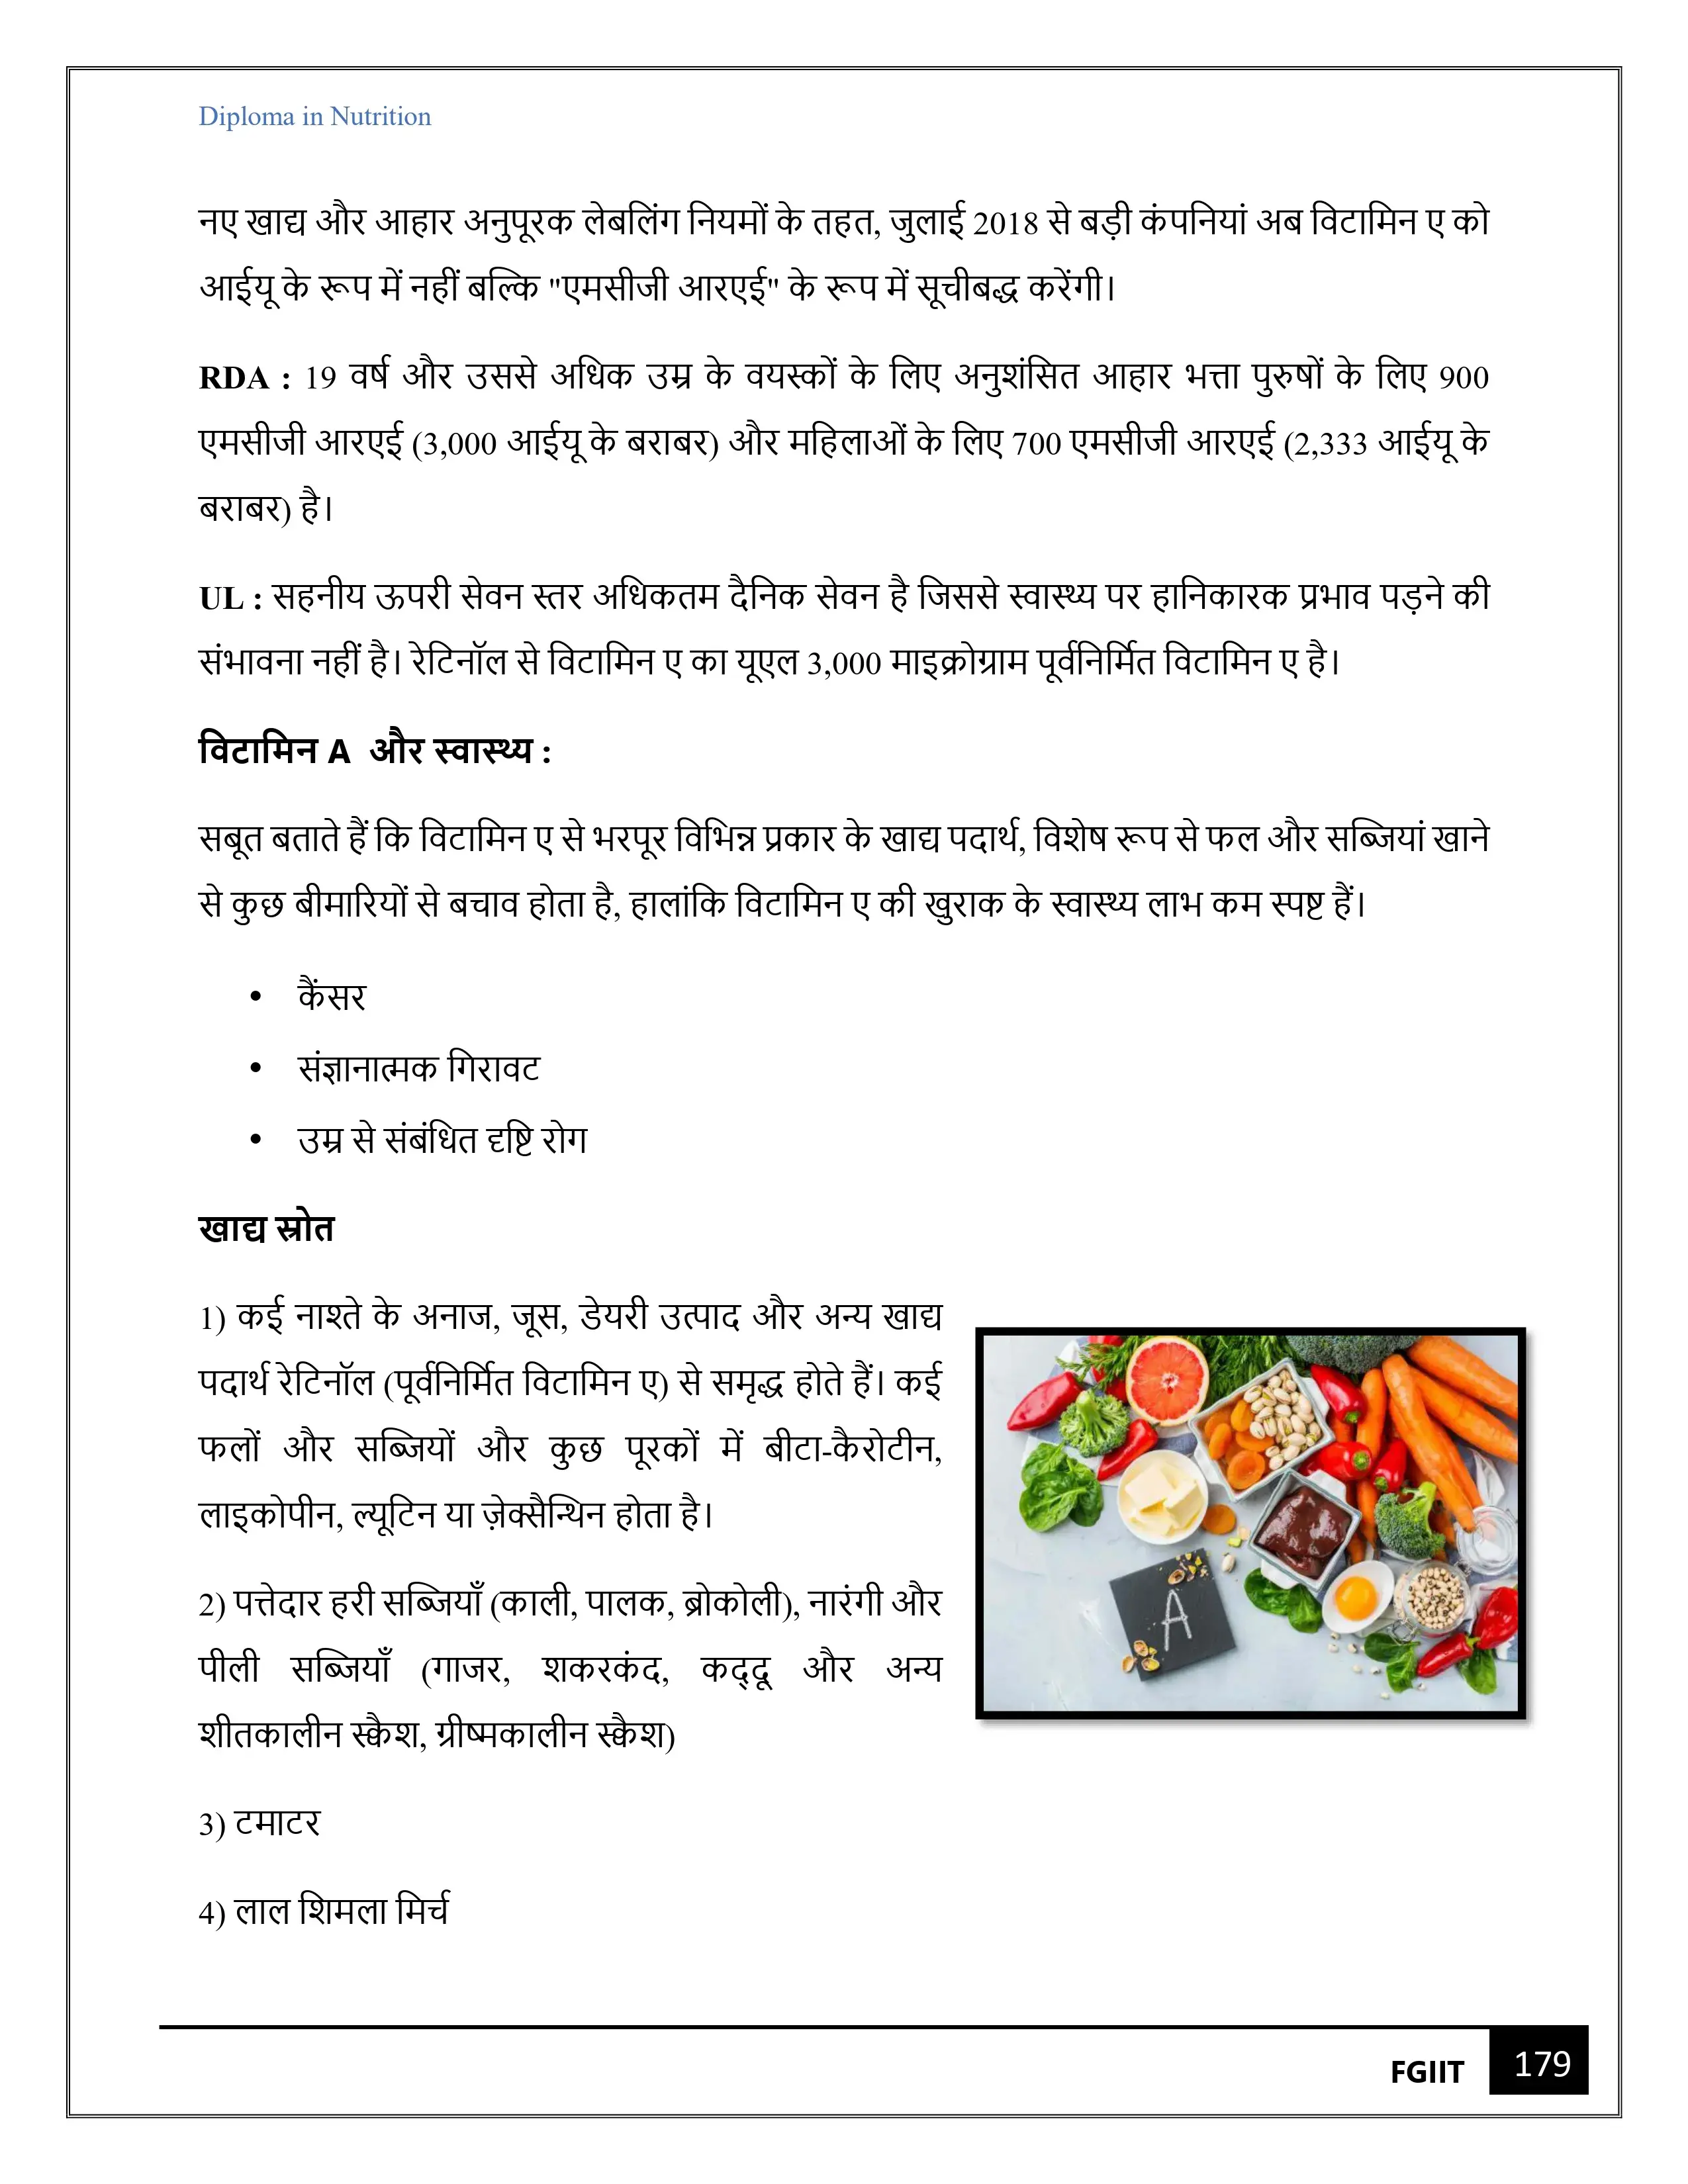 Diploma in Nutrition
नए खाद्य और आहार अनुपूरक लेबलिंग नियमों के तहत, जुलाई 2018 से बड़ी कंपनियां अब विटामिन ए को
आईयू के रूप में नहीं बल्कि "एमसीजी आरएई" के रूप में सूचीबद्ध करेंगी।
RDA : 19 वर्ष और उससे अधिक उम्र के वयस्कों के लिए अनुशंसित आहार भत्ता पुरुषों के लिए 900
एमसीजी आरएई (3,000 आईयू के बराबर) और महिलाओं के लिए 700 एमसीजी आरएई (2,333 आईयू के
बराबर) है।
UL : सहनीय ऊपरी सेवन स्तर अधिकतम दैनिक सेवन है जिससे स्वास्थ्य पर हानिकारक प्रभाव पड़ने की
संभावना नहीं है। रेटिनॉल से विटामिन ए का यूएल 3,000 माइक्रोग्राम पूर्वनिर्मित विटामिन ए है।
विटामिन A और स्वास्थ्य :
सबूत बताते हैं कि विटामिन ए से भरपूर विभिन्न प्रकार के खाद्य पदार्थ, विशेष रूप से फल और सब्जियां खाने
से कुछ बीमारियों से बचाव होता है, हालांकि विटामिन ए की खुराक के स्वास्थ्य लाभ कम स्पष्ट हैं।
• कैंसर
• संज्ञानात्मक गिरावट
• उम्र से संबंधित दृष्टि रोग
खाद्य स्रोत
1) कई नाश्ते के अनाज, जूस, डेयरी उत्पाद और अन्य खाद्य
पदार्थ रेटिनॉल (पूर्वनिर्मित विटामिन ए) से समृद्ध होते हैं। कई
फलों और सब्जियों और कुछ पूरकों में बीटा-कैरोटीन,
लाइकोपीन, ल्यूटिन या ज़ेक्सैन्थिन होता है।
2) पत्तेदार हरी सब्जियाँ (काली, पालक, ब्रोकोली), नारंगी और
पीली सब्जियाँ (गाजर, शकरकंद, कद्दू और अन्य
शीतकालीन स्कैश, ग्रीष्मकालीन स्कैश)
A
3) टमाटर
4) लाल शिमला मिर्च
FGIIT 179